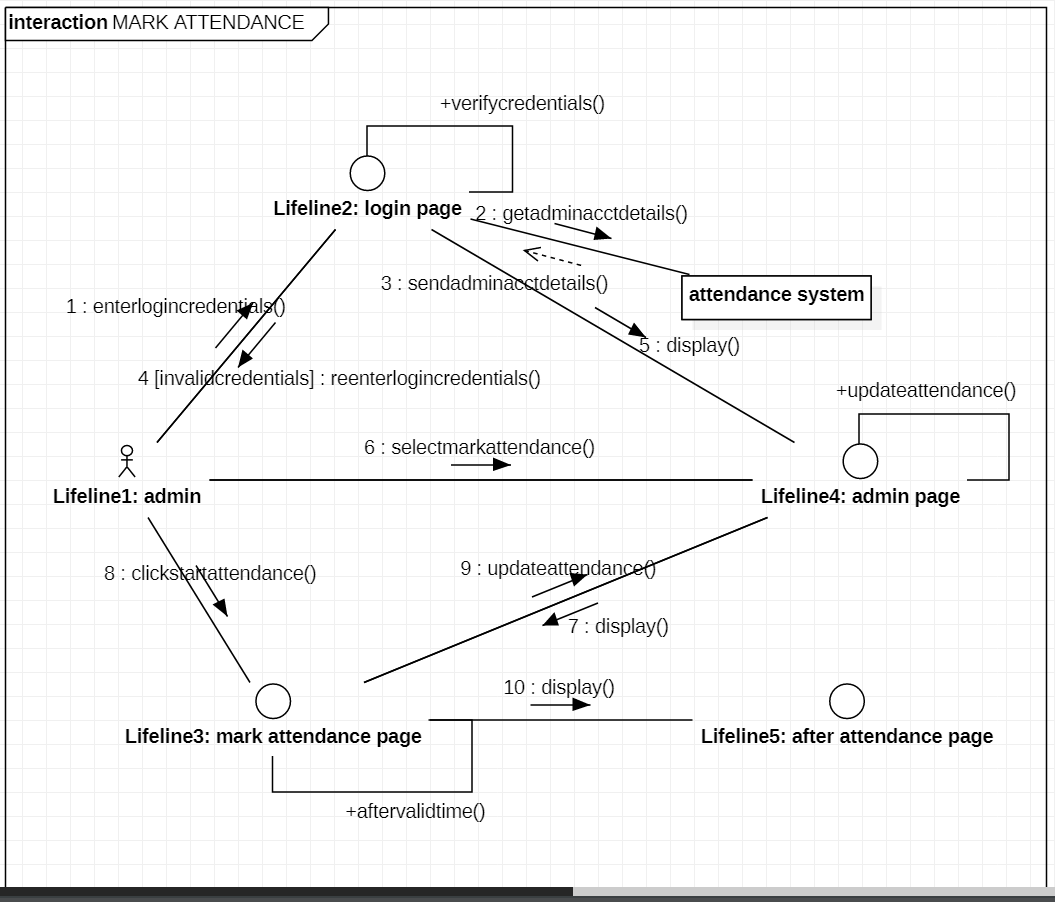 interaction MARK ATTENDANCE
+verifycredentials()
Lifeline2: login page
2 : getadminacctdetails()
3 : sendadminacctdetails()
attendance system
1 : enterlogincredentials()
5 : display()
4 [invalidcredentials] : reenterlogincredentials()
+updateattendance()
6 : selectmarkattendance()
Lifeline1: admin
Lifeline4: admin page
8 : clickstartattendance()
9 : updateattendance()
7 : display()
10 : display()
Lifeline3: mark attendance page
Lifeline5: after attendance page
+aftervalidtime()